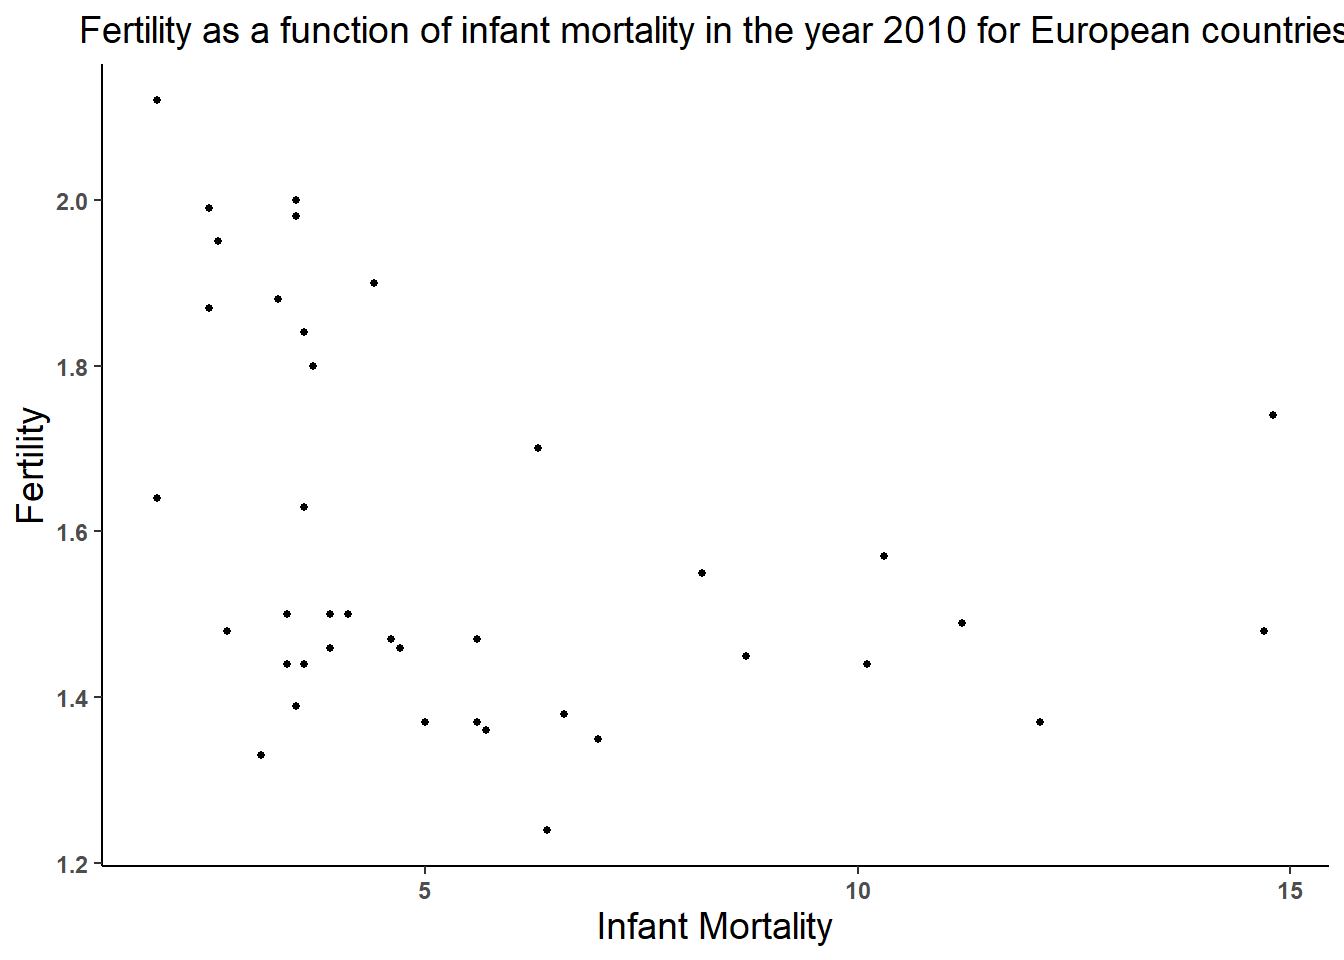 Fertility as a function of infant mortality in the year 2010 for European countries
2.0
1.8
1.6
1.4
1.2
Fertility
5 10 15
Infant Mortality